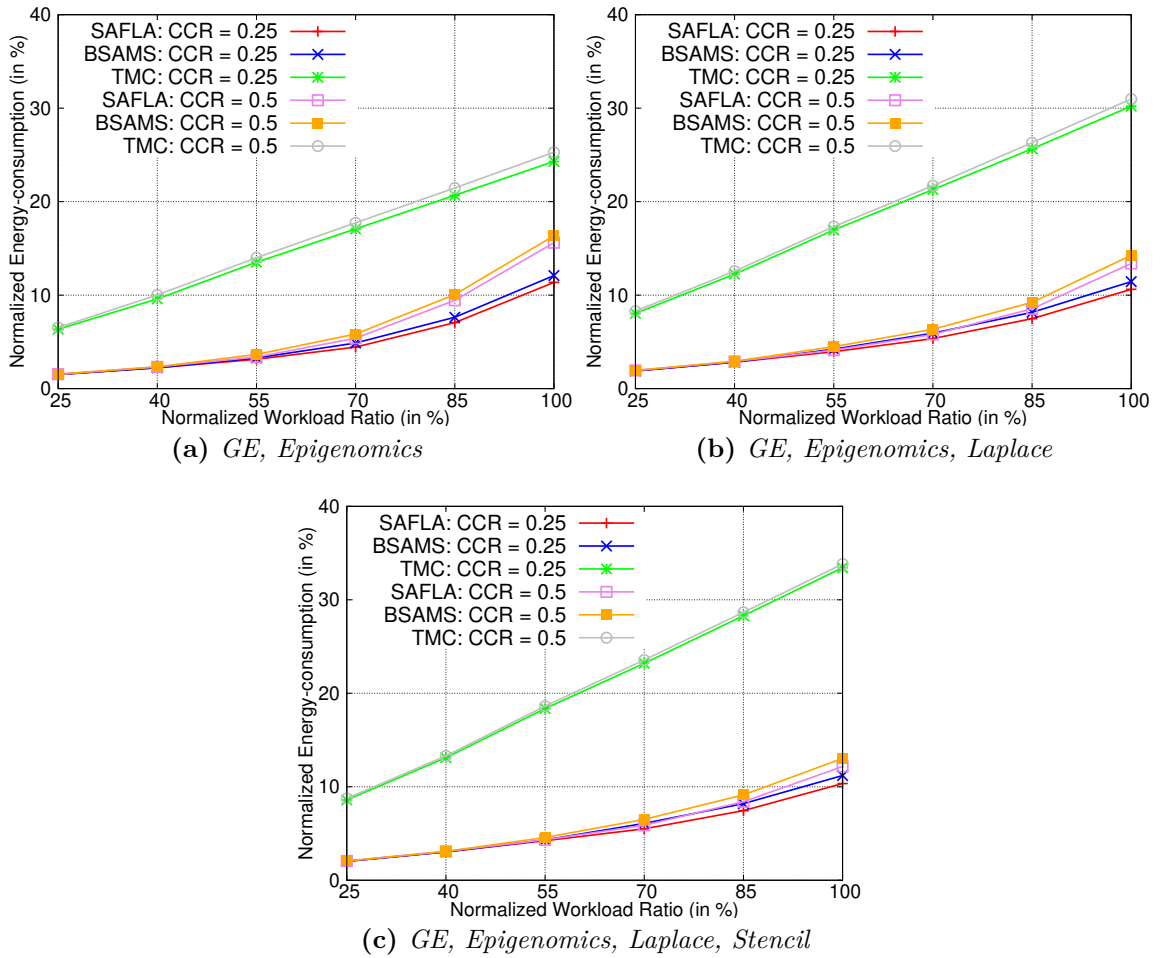 40
30
20
10
0
Normalized Energy-consumption (in %)
SAFLA: CCR = 0.25
BSAMS: CCR = 0.25
TMC: CCR = 0.25
SAFLA: CCR = 0.5
BSAMS: CCR = 0.5
TMC: CCR = 0.5
25 40 55 70 85 100
Normalized Workload Ratio (in %)
(a) GE, Epigenomics
40
30
20
10
0
Normalized Energy-consumption (in %)
SAFLA: CCR = 0.25
BSAMS: CCR = 0.25
TMC: CCR = 0.25
SAFLA: CCR = 0.5
BSAMS: CCR = 0.5
TMC: CCR = 0.5
25 40 55 70 85 100
Normalized Workload Ratio (in %)
(b) GE, Epigenomics, Laplace
40
30
20
10
0
Normalized Energy-consumption (in %)
SAFLA: CCR = 0.25
BSAMS: CCR = 0.25
TMC: CCR = 0.25
SAFLA: CCR = 0.5
BSAMS: CCR = 0.5
TMC: CCR = 0.5
25 40 55 70 85 100
Normalized Workload Ratio (in %)
(c) GE, Epigenomics, Laplace, Stencil